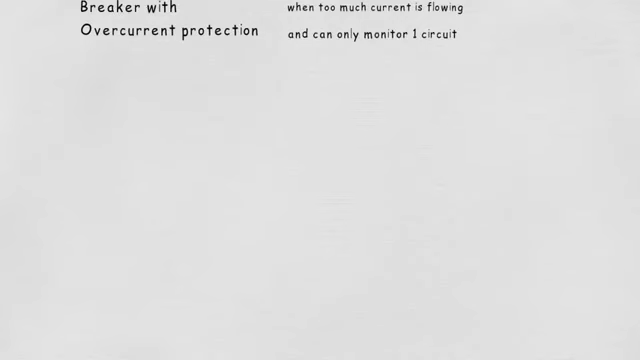 Breaker with
Overcurrent protection
when too much current is flowing
and can only monitor 1 circuit